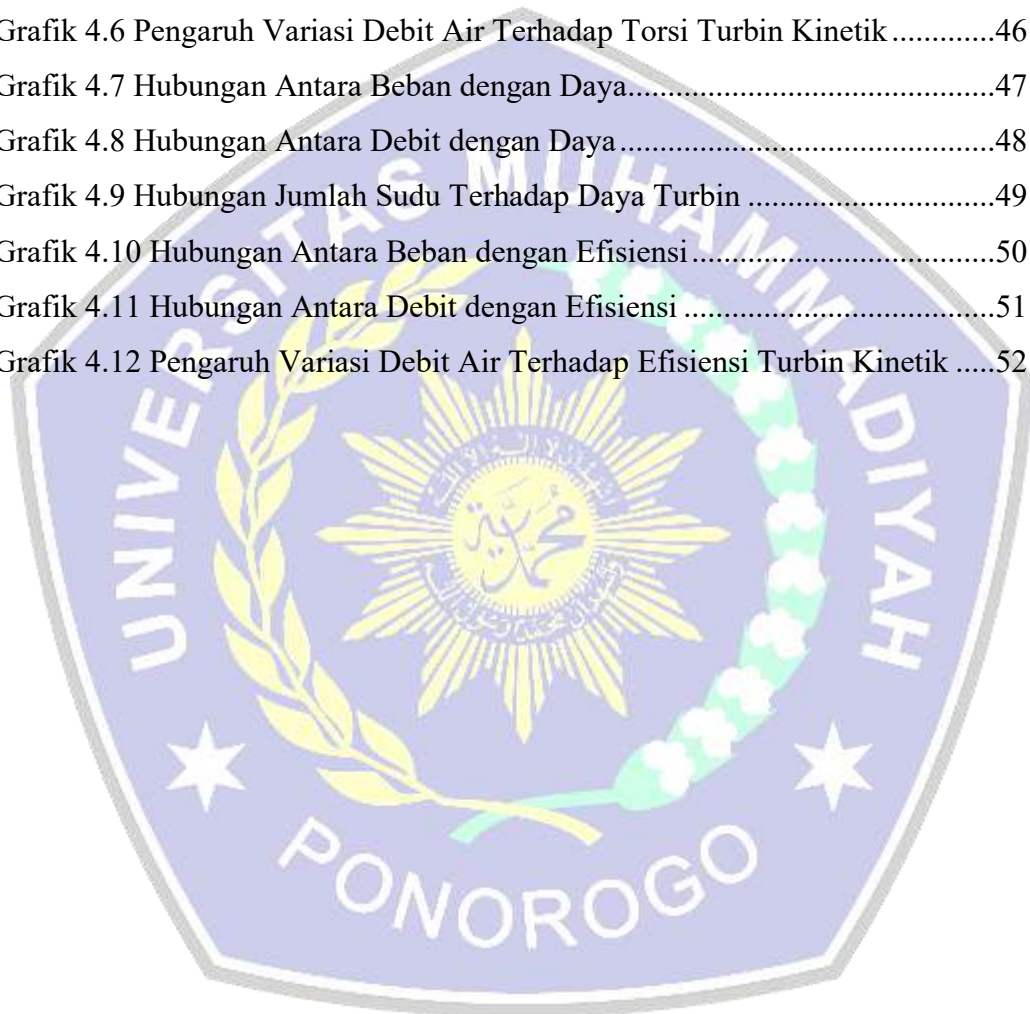 Grafik 4.6 Pengaruh Variasi Debit Air Terhadap Torsi Turbin Kinetik.............46
Grafik 4.7 Hubungan Antara Beban dengan Daya.......................................47
Grafik 4.8 Hubungan Antara Debit dengan Daya........................................48
Grafik 4.9 Hubungan Jumlah Sudu Terhadap Daya Turbin ..........................49
Grafik 4.10 Hubungan Antara Beban dengan Efisiensi................................50
Grafik 4.11 Hubungan Antara Debit dengan Efisiensi .................................51
Grafik 4.12 Pengaruh Variasi Debit Air Terhadap Efisiensi Turbin Kinetik .....52
UNIVERSITAS MUHAMMADIYAH
محمد
PONOROGO